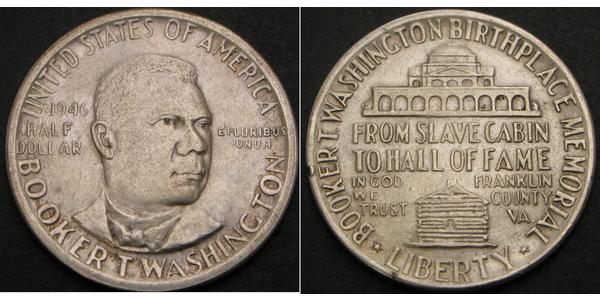 UNITED STATES OF AMERICA
1946
HALF
DOLLAR
E PLURIBUS
UNUM
BOOKER T. WASHINGTON
BOOKER T. WASHINGTON BIRTHPLACE MEMORIAL
FROM SLAVE CABIN
TO HALL OF FAME
IN GOD
WE
TRUST
FRANKLIN
COUNTY
VA.
LIBERTY